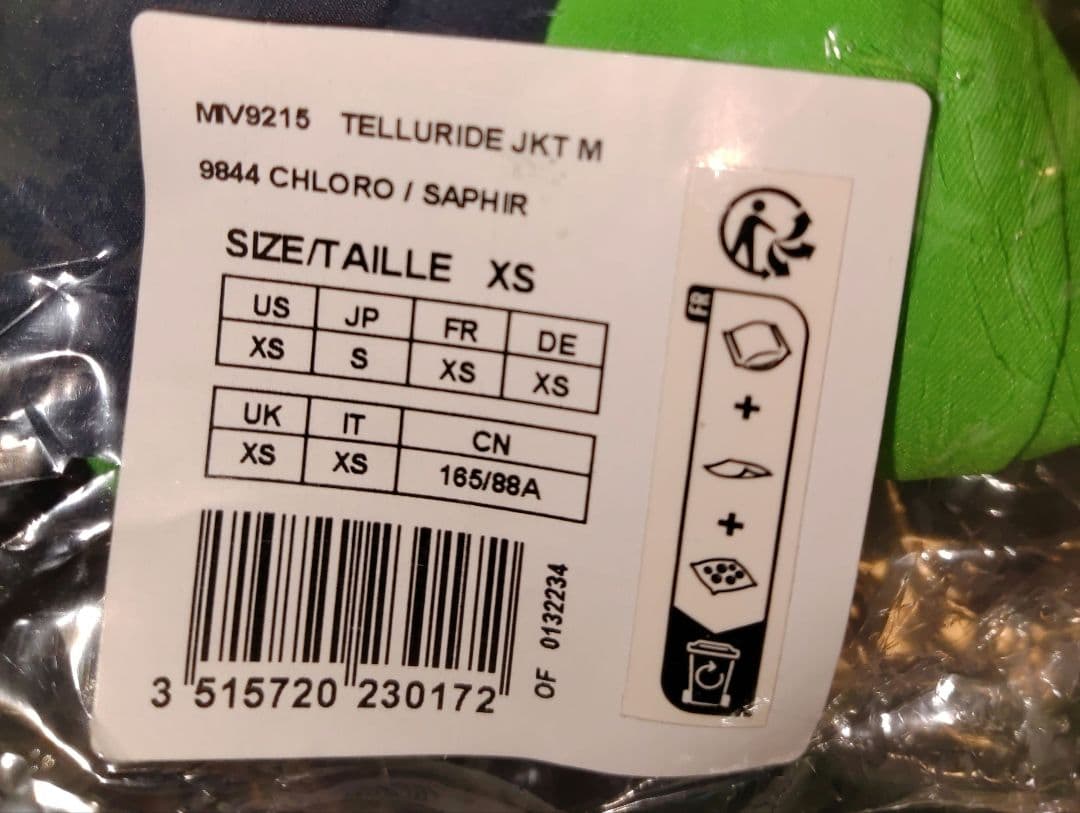 MIV9215 TELLURIDE JKT M
9844 CHLORO / SAPHIR
SIZE/TAILLE XS
US JP FR DE
XS S XS XS
UK IT CN
XS XS 165/88A
3 515720 230172
OF 0132234
FR